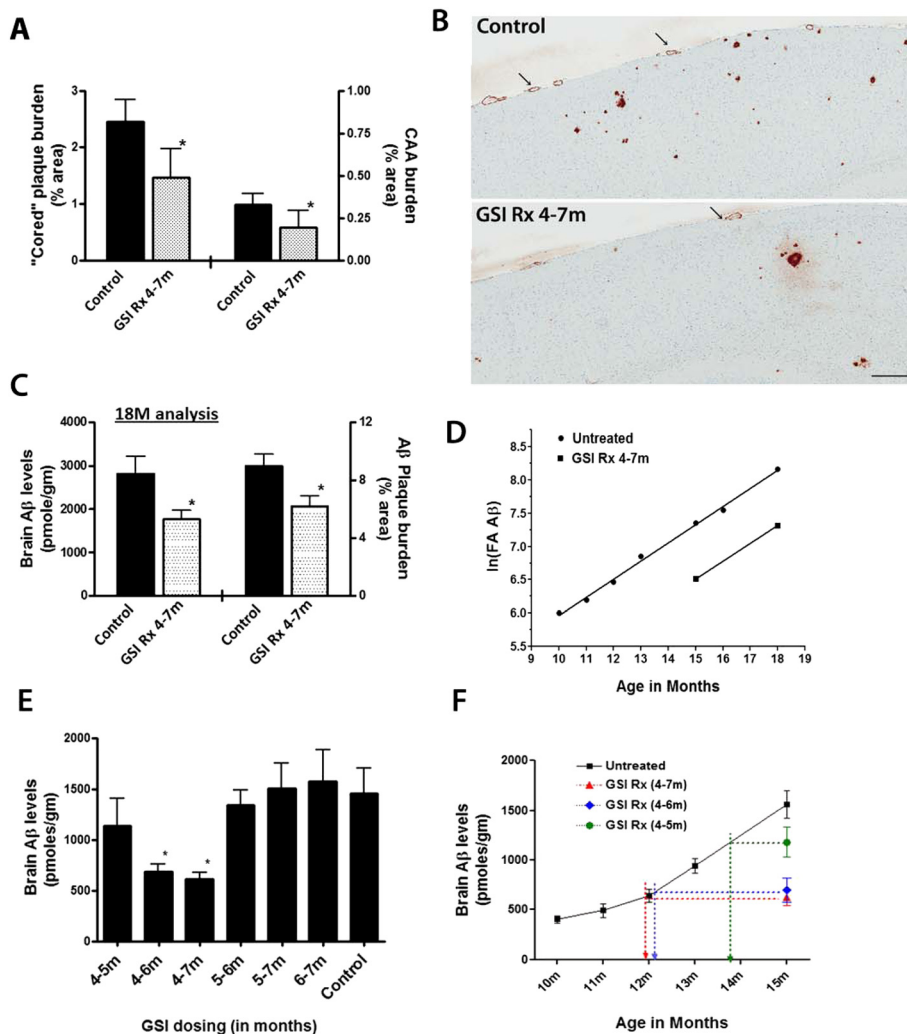 A
"Cored" plaque burden
(% area)
3
2
1
0
1.00
0.75
0.50
0.25
0.00
CAA burden
(% area)
*
*
Control
GSI Rx 4-7m
Control
GSI Rx 4-7m
B
Control
GSI Rx 4-7m
C
18M analysis
Brain Aβ levels
(pmole/gm)
4000
3000
2000
1000
0
12
8
4
0
Aβ Plaque burden
(% area)
*
*
Control
GSI Rx 4-7m
Control
GSI Rx 4-7m
D
Untreated
GSI Rx 4-7m
ln(FA Aβ)
8.5
8.0
7.5
7.0
6.5
6.0
5.5
9 10 11 12 13 14 15 16 17 18 19
Age in Months
E
Brain Aβ levels
(pmoles/gm)
2000
1500
1000
500
0
*
*
4-5m
4-6m
4-7m
5-6m
5-7m
6-7m
Control
GSI dosing (in months)
F
Untreated
GSI Rx (4-7m)
GSI Rx (4-6m)
GSI Rx (4-5m)
Brain Aβ levels
(pmoles/gm)
2000
1500
1000
500
0
10m 11m 12m 13m 14m 15m
Age in Months